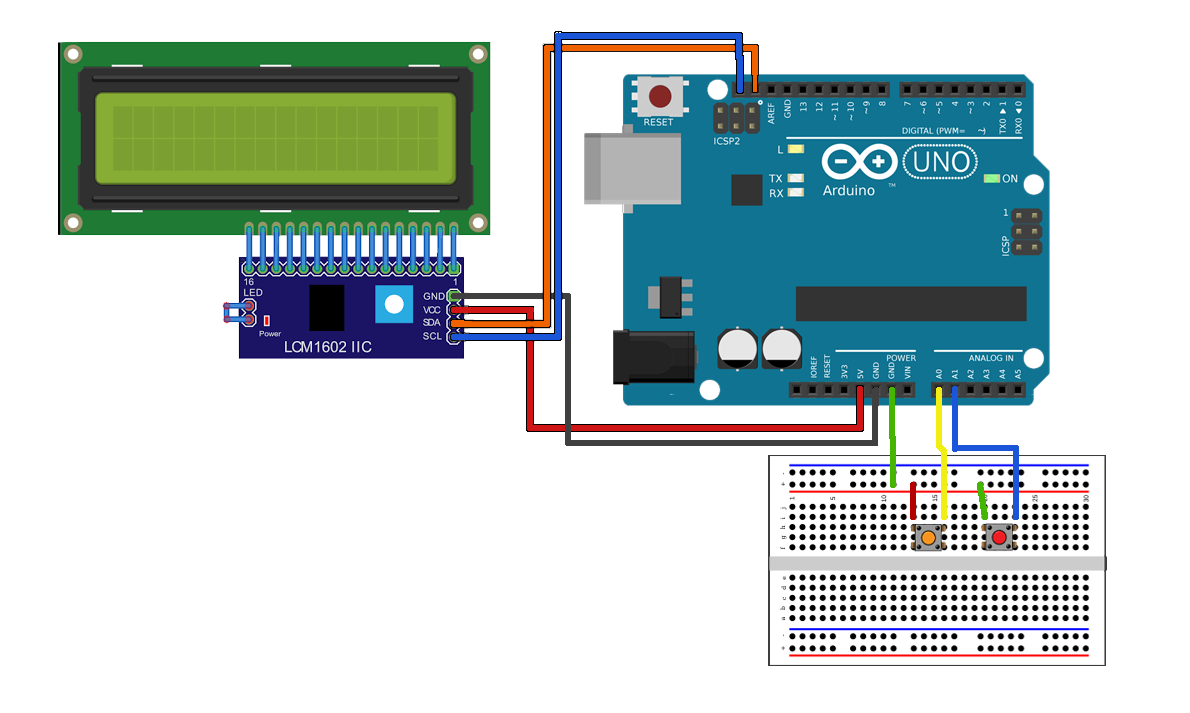 RESET
ICSP2
AREF
GND
13
12
~11
~10
~9
8
7
~6
~5
4
~3
2
TX0 ▶ 1
RX0 ◀ 0
DIGITAL (PWM= ~)
L
TX
RX
UNO
Arduino
™
ON
1
ICSP
16
1
LED
GND
VCC
SDA
SCL
Power
LCM1602 IIC
IOREF
RESET
3V3
5V
GND
GND
VIN
POWER
ANALOG IN
A0
A1
A2
A3
A4
A5
- +
1
5
10
15
25
30
j
i
h
g
f
e
d
c
b
a
- +